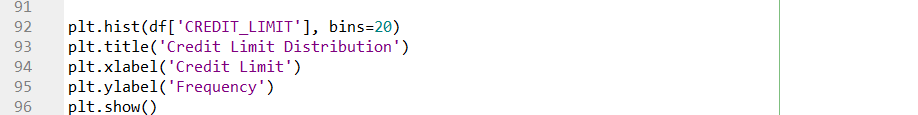 91
92 plt.hist(df['CREDIT_LIMIT'], bins=20)
93 plt.title('Credit Limit Distribution')
94 plt.xlabel('Credit Limit')
95 plt.ylabel('Frequency')
96 plt.show()